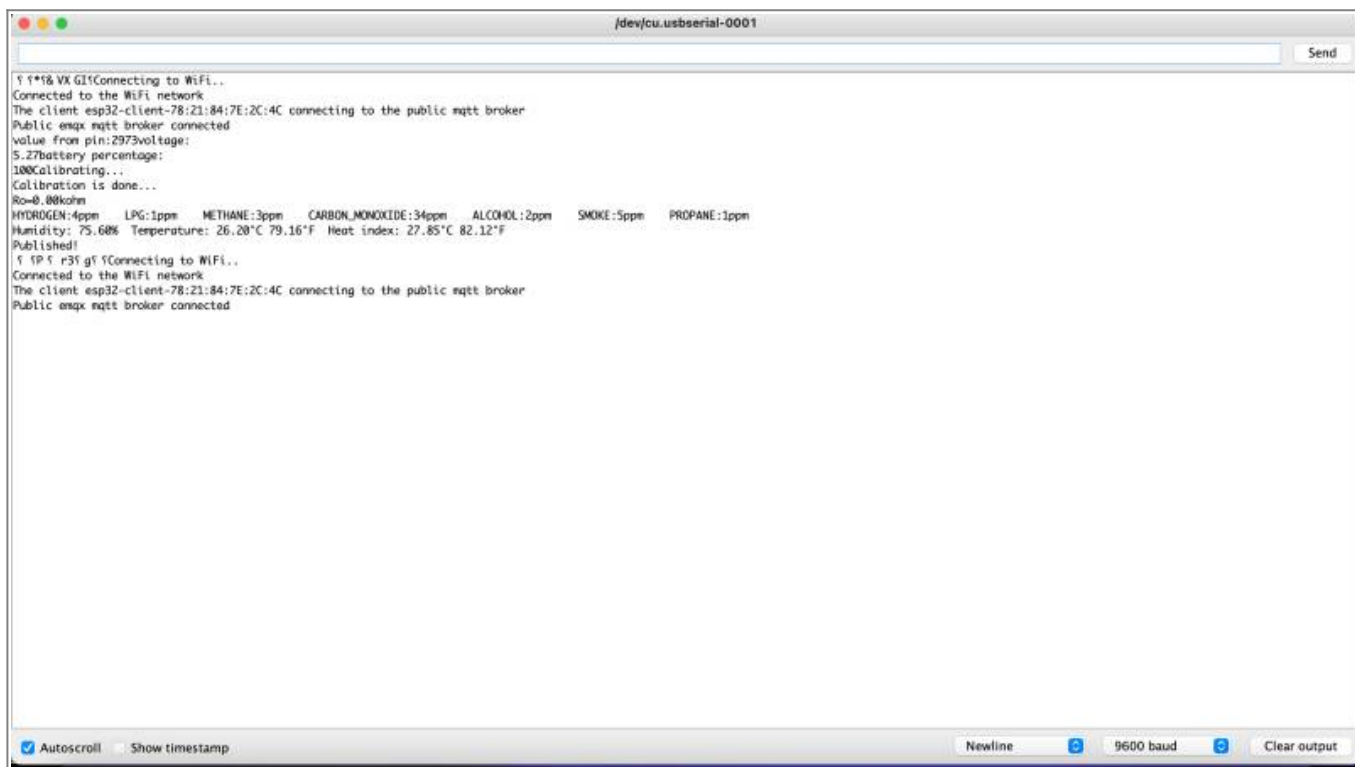 /dev/cu.usbserial-0001
Send
VX GI Connecting to WiFi..
Connected to the WiFi network
The client esp32-client-78:21:84:7E:2C:4C connecting to the public mqtt broker
Public emqx mqtt broker connected
value from pin:2973voltage:
5.27battery percentage:
100Calibrating...
Calibration is done...
Ro=0.00kohm
HYDROGEN:4ppm LPG:1ppm METHANE:3ppm CARBON_MONOXIDE:34ppm ALCOHOL:2ppm SMOKE:5ppm PROPANE:1ppm
Humidity: 75.60% Temperature: 26.20°C 79.16°F Heat index: 27.85°C 82.12°F
Published!
Connecting to WiFi..
Connected to the WiFi network
The client esp32-client-78:21:84:7E:2C:4C connecting to the public mqtt broker
Public emqx mqtt broker connected
Autoscroll Show timestamp Newline 9600 baud Clear output